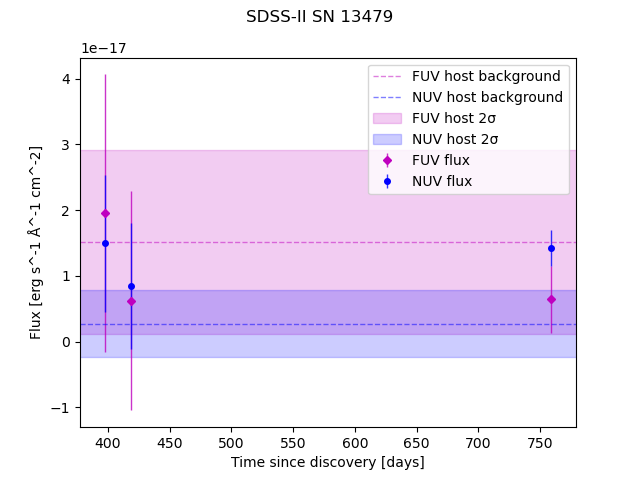 SDSS-II SN 13479
1e−17
FUV host background
NUV host background
FUV host 2σ
NUV host 2σ
FUV flux
NUV flux
4
3
2
1
0
−1
Flux [erg s^-1 Å^-1 cm^-2]
400
450
500
550
600
650
700
750
Time since discovery [days]